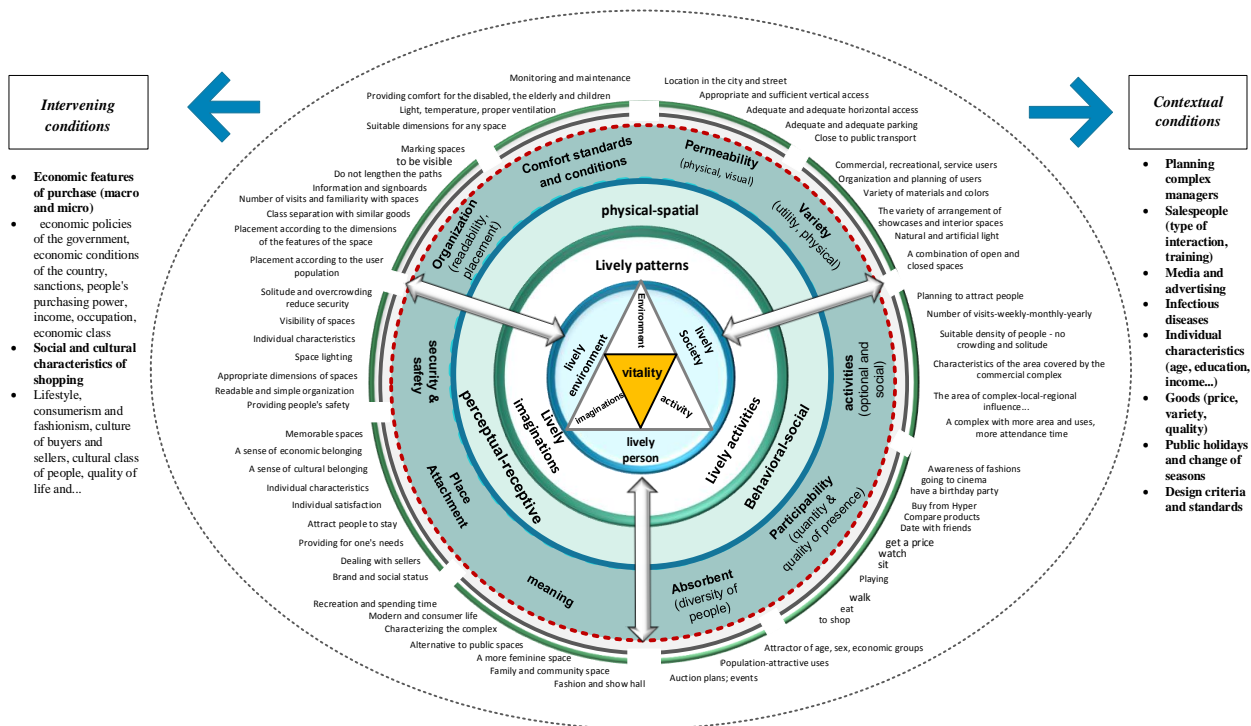 Intervening
conditions
• Economic features
of purchase (macro
and micro)
• economic policies
of the government,
economic conditions
of the country,
sanctions, people's
purchasing power,
income, occupation,
economic class
• Social and cultural
characteristics of
shopping
• Lifestyle,
consumerism and
fashionism, culture
of buyers and
sellers, cultural class
of people, quality of
life and...
Monitoring and maintenance
Providing comfort for the disabled, the elderly and children
Light, temperature, proper ventilation
Suitable dimensions for any space
Marking spaces
to be visible
Do not lengthen the paths
Information and signboards
Number of visits and familiarity with spaces
Class separation with similar goods
Placement according to the dimensions
of the features of the space
Placement according to the user
population
Solitude and overcrowding
reduce security
Visibility of spaces
Individual characteristics
Space lighting
Appropriate dimensions of spaces
Readable and simple organization
Providing people's safety
Memorable spaces
A sense of economic belonging
A sense of cultural belonging
Individual characteristics
Individual satisfaction
Attract people to stay
Providing for one's needs
Dealing with sellers
Brand and social status
Recreation and spending time
Modern and consumer life
Characterizing the complex
Alternative to public spaces
A more feminine space
Family and community space
Fashion and show hall
Comfort standards
and conditions
Permeability
(physical, visual)
Variety
(utility, physical)
activities
(optional and
social)
Participability
(quantity &
quality of presence)
Absorbent
(diversity of
people)
meaning
Place
Attachment
security &
safety
Organization
(readability,
placement)
physical-spatial
Behavioral-social
perceptual-receptive
Lively patterns
Lively activities
Lively
imaginations
lively
environment
lively
Society
lively
person
Environment
vitality
imaginations
activity
Location in the city and street
Appropriate and sufficient vertical access
Adequate and adequate horizontal access
Adequate and adequate parking
Close to public transport
Commercial, recreational, service users
Organization and planning of users
Variety of materials and colors
The variety of arrangement of
showcases and interior spaces
Natural and artificial light
A combination of open and
closed spaces
Planning to attract people
Number of visits-weekly-monthly-yearly
Suitable density of people - no
crowding and solitude
Characteristics of the area covered by the
commercial complex
The area of complex-local-regional
influence...
A complex with more area and uses,
more attendance time
Awareness of fashions
going to cinema
have a birthday party
Buy from Hyper
Compare products
Date with friends
get a price
watch
sit
Playing
walk
eat
to shop
Attractor of age, sex, economic groups
Population-attractive uses
Auction plans; events
Contextual
conditions
• Planning
complex
managers
• Salespeople
(type of
interaction,
training)
• Media and
advertising
• Infectious
diseases
• Individual
characteristics
(age, education,
income...)
• Goods (price,
variety,
quality)
• Public holidays
and change of
seasons
• Design criteria
and standards